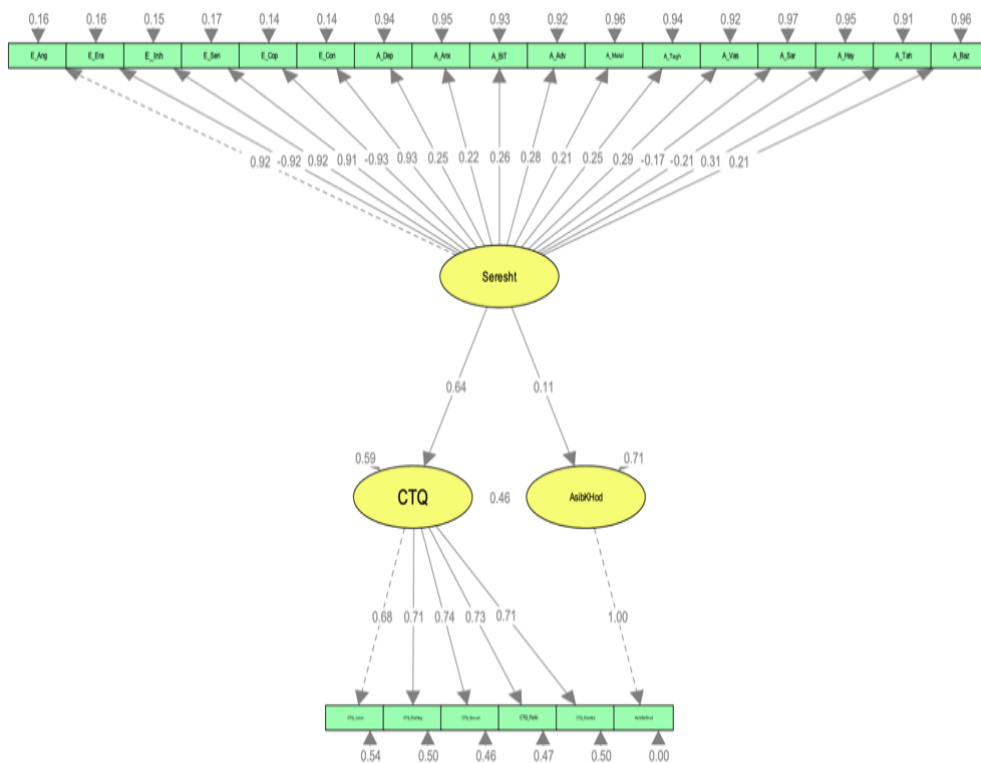 0.16 0.16 0.15 0.17 0.14 0.14 0.94 0.95 0.93 0.92 0.96 0.94 0.92 0.97 0.95 0.91 0.96
E_Ang E_Era E_Inh E_Sen E_Cop E_Con A_Dep A_Anx A_BiT A_Adv A_Tagh A_Vas A_Sar A_Hay A_Tah A_Baz
0.92 -0.92 0.92 0.91 -0.93 0.93 0.25 0.22 0.26 0.28 0.21 0.25 0.29 -0.17 -0.21 0.31 0.21
Seresht
0.64 0.11
0.59 0.71
CTQ 0.46 AsibKHod
0.68 0.71 0.74 0.73 0.71 1.00
0.54 0.50 0.46 0.47 0.50 0.00